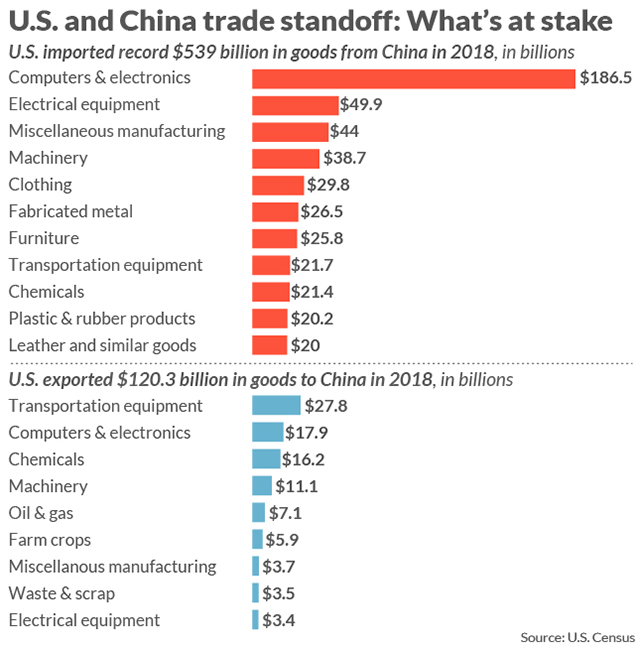 U.S. and China trade standoff: What's at stake
U.S. imported record $539 billion in goods from China in 2018, in billions
Computers & electronics $186.5
Electrical equipment $49.9
Miscellaneous manufacturing $44
Machinery $38.7
Clothing $29.8
Fabricated metal $26.5
Furniture $25.8
Transportation equipment $21.7
Chemicals $21.4
Plastic & rubber products $20.2
Leather and similar goods $20
U.S. exported $120.3 billion in goods to China in 2018, in billions
Transportation equipment $27.8
Computers & electronics $17.9
Chemicals $16.2
Machinery $11.1
Oil & gas $7.1
Farm crops $5.9
Miscellanous manufacturing $3.7
Waste & scrap $3.5
Electrical equipment $3.4
Source: U.S. Census